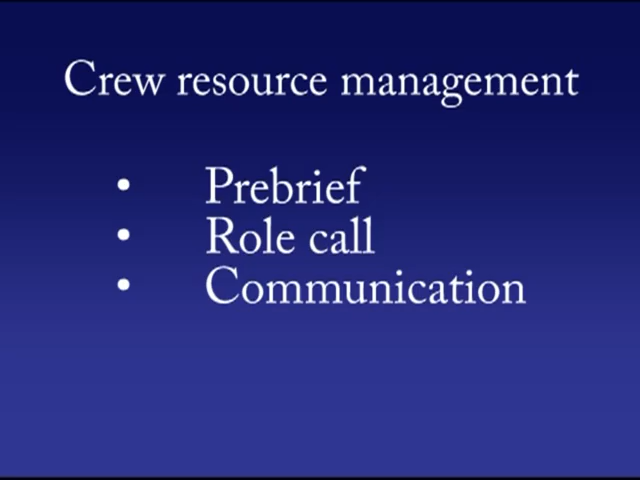 Crew resource management
• Prebrief
• Role call
• Communication